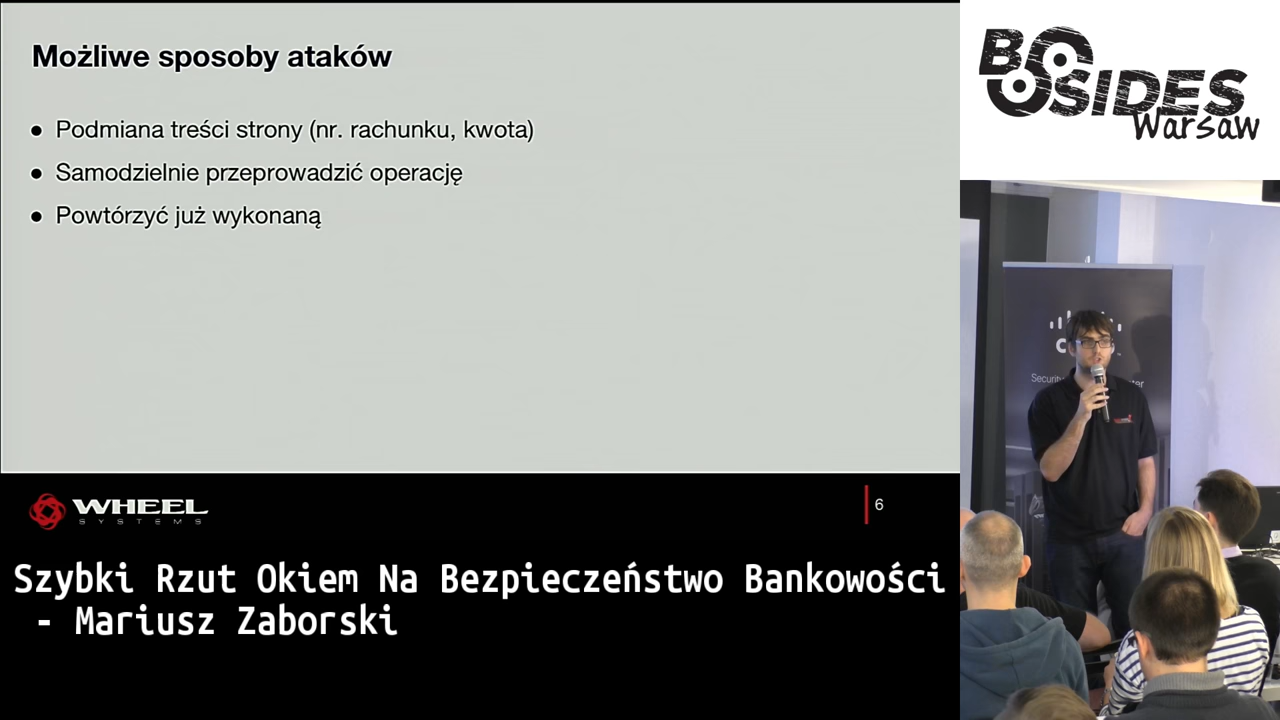 Możliwe sposoby ataków
● Podmiana treści strony (nr. rachunku, kwota)
● Samodzielnie przeprowadzić operację
● Powtórzyć już wykonaną
WHEEL
SYSTEMS
6
Szybki Rzut Okiem Na Bezpieczeństwo Bankowości
- Mariusz Zaborski
BSIDES
Warsaw
Security